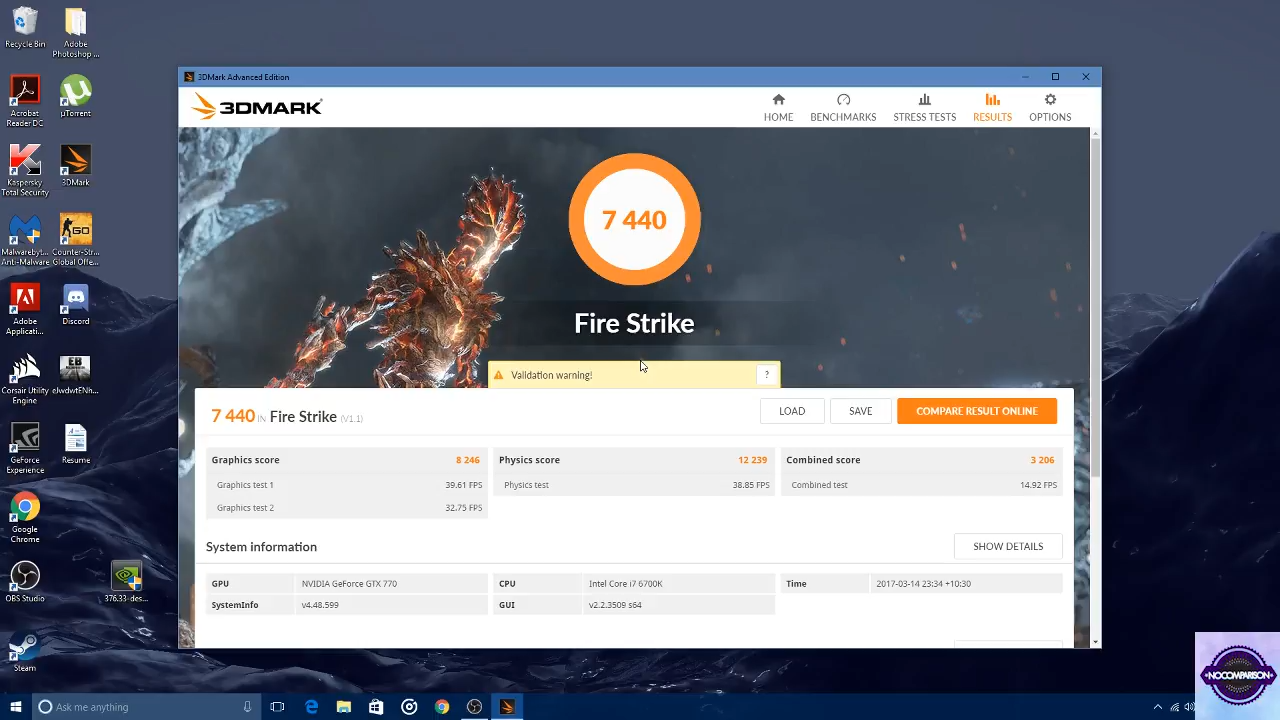 Recycle Bin
Adobe
Photoshop ...
Acrobat
Reader DC
µTorrent
Kaspersky
Total Security
3DMark
Malwarebyt...
Anti-Malware
GO
Counter-Str...
Global Offe...
Adobe
Applicati...
Discord
Corsair Utility
Engine
EB
ELWD
elwdwtENh...
GeForce
Experience
Resume
Google
Chrome
OBS Studio
376.33-des...
Steam
3DMark Advanced Edition
3DMARK
HOME
BENCHMARKS
STRESS TESTS
RESULTS
OPTIONS
7 440
Fire Strike
Validation warning!
?
7 440 IN Fire Strike (V1.1)
LOAD
SAVE
COMPARE RESULT ONLINE
Graphics score 8 246
Graphics test 1 39.61 FPS
Graphics test 2 32.75 FPS
Physics score 12 239
Physics test 38.85 FPS
Combined score 3 206
Combined test 14.92 FPS
System information
SHOW DETAILS
GPU NVIDIA GeForce GTX 770
CPU Intel Core i7 6700K
Time 2017-03-14 23:34 +10:30
SystemInfo v4.48.599
GUI v2.2.3509 s64
Ask me anything
NOCOMPARISON